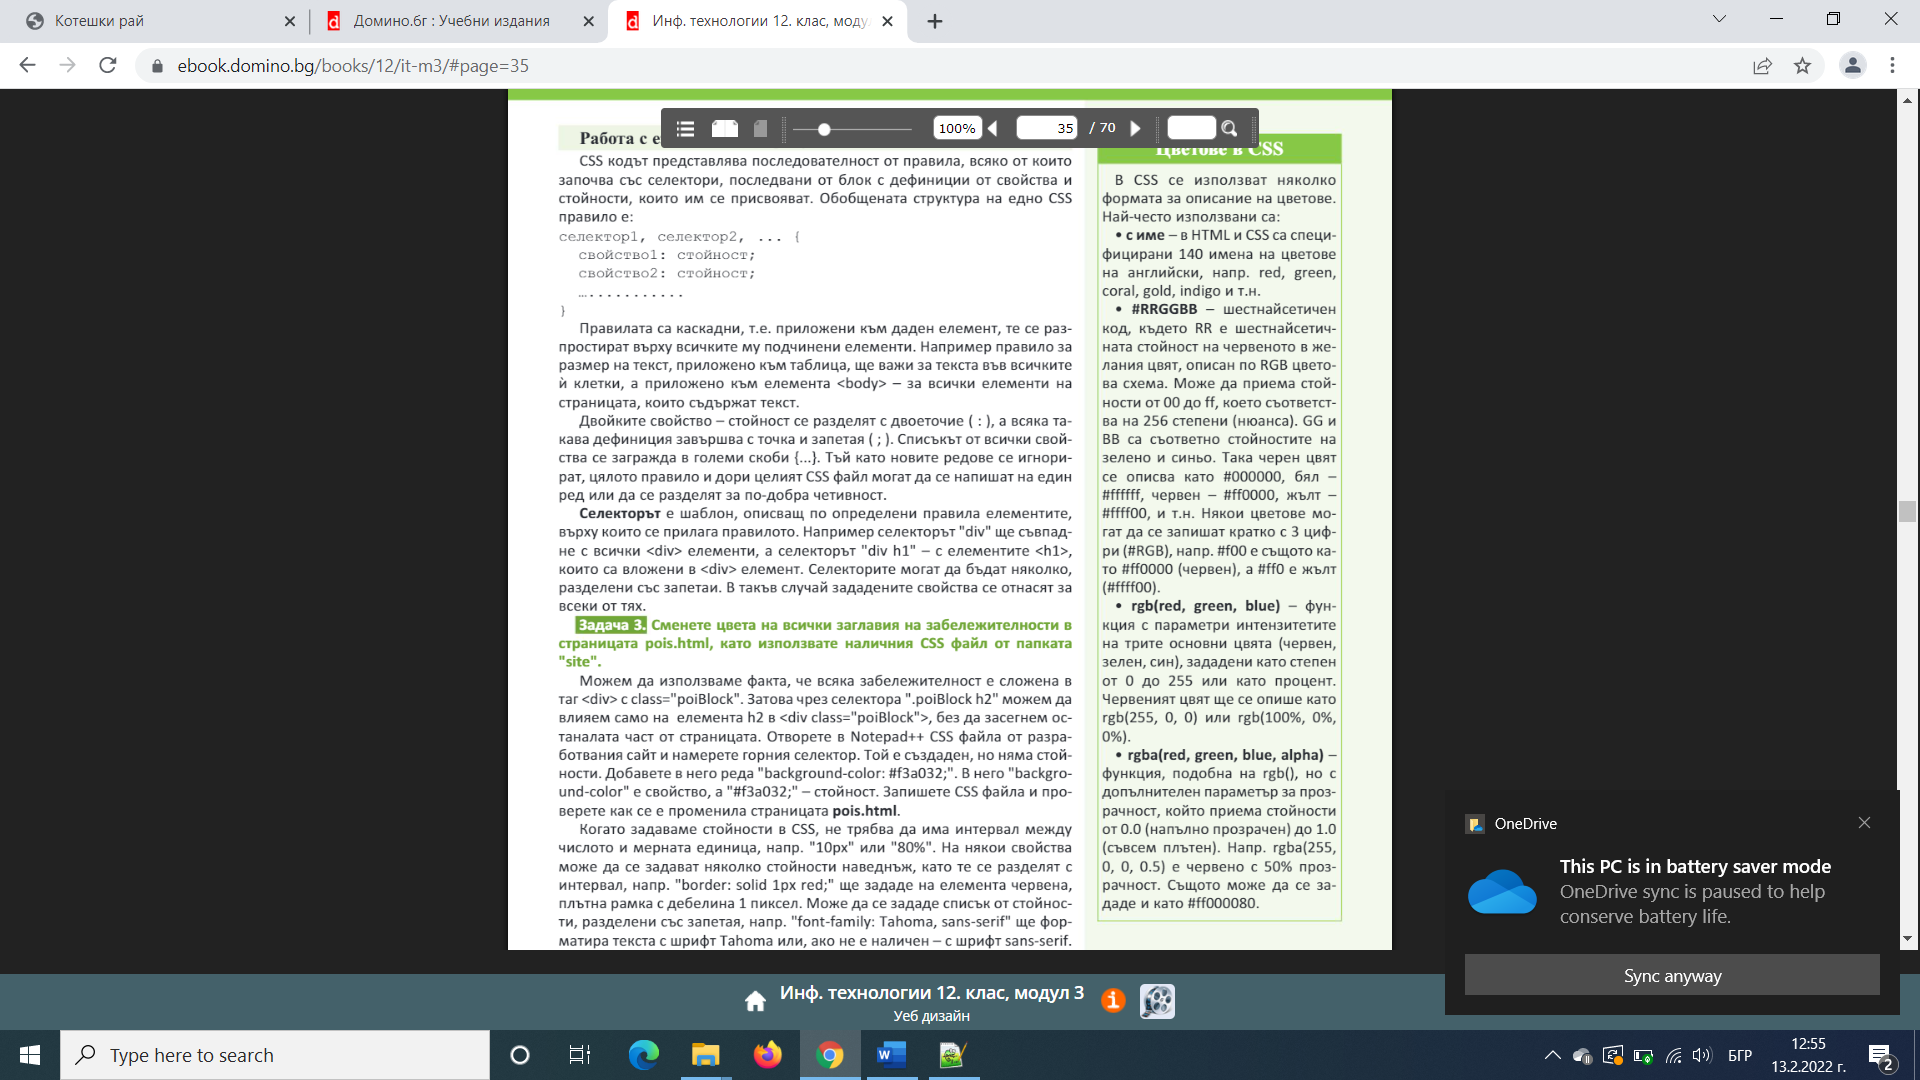 Котешки рай
Домино.бг : Учебни издания
Инф. технологии 12. клас, моду
ebook.domino.bg/books/12/it-m3/#page=35
100%
35
/ 70
Работа с е
CSS кодът представлява последователност от правила, всяко от които
започва със селектори, последвани от блок с дефиниции от свойства и
стойности, които им се присвояват. Обобщената структура на едно CSS
правило е:
селектор1, селектор2, ... {
свойство1: стойност;
свойство2: стойност;
…...........
}
Правилата са каскадни, т.е. приложени към даден елемент, те се раз-
простират върху всичките му подчинени елементи. Например правило за
размер на текст, приложено към таблица, ще важи за текста във всичките
ѝ клетки, а приложено към елемента <body> – за всички елементи на
страницата, които съдържат текст.
Двойките свойство – стойност се разделят с двоеточие ( : ), а всяка та-
кава дефиниция завършва с точка и запетая ( ; ). Списъкът от всички свой-
ства се загражда в големи скоби {...}. Тъй като новите редове се игнори-
рат, цялото правило и дори целият CSS файл могат да се напишат на един
ред или да се разделят за по-добра четивност.
Селекторът е шаблон, описващ по определени правила елементите,
върху които се прилага правилото. Например селекторът "div" ще съвпад-
не с всички <div> елементи, а селекторът "div h1" – с елементите <h1>,
които са вложени в <div> елемент. Селекторите могат да бъдат няколко,
разделени със запетаи. В такъв случай зададените свойства се отнасят за
всеки от тях.
Задача 3. Сменете цвета на всички заглавия на забележителности в
страницата pois.html, като използвате наличния CSS файл от папката
"site".
Можем да използваме факта, че всяка забележителност е сложена в
таг <div> с class="poiBlock". Затова чрез селектора ".poiBlock h2" можем да
влияем само на елемента h2 в <div class="poiBlock">, без да засегнем ос-
таналата част от страницата. Отворете в Notepad++ CSS файла от разра-
ботвания сайт и намерете горния селектор. Той е създаден, но няма стой-
ности. Добавете в него реда "background-color: #f3a032;". В него "backgro-
und-color" е свойство, а "#f3a032;" – стойност. Запишете CSS файла и про-
верете как се е променила страницата pois.html.
Когато задаваме стойности в CSS, не трябва да има интервал между
числото и мерната единица, напр. "10px" или "80%". На някои свойства
може да се задават няколко стойности наведнъж, като те се разделят с
интервал, напр. "border: solid 1px red;" ще зададе на елемента червена,
плътна рамка с дебелина 1 пиксел. Може да се зададе списък от стойнос-
ти, разделени със запетая, напр. "font-family: Tahoma, sans-serif" ще фор-
матира текста с шрифт Tahoma или, ако не е наличен – с шрифт sans-serif.
Цветове в CSS
В CSS се използват няколко
формата за описание на цветове.
Най-често използвани са:
• с име – в HTML и CSS са специ-
фицирани 140 имена на цветове
на английски, напр. red, green,
coral, gold, indigo и т.н.
• #RRGGBB – шестнайсетичен
код, където RR е шестнайсетич-
ната стойност на червеното в же-
лания цвят, описан по RGB цвето-
ва схема. Може да приема стой-
ности от 00 до ff, което съответст-
ва на 256 степени (нюанса). GG и
BB са съответно стойностите на
зелено и синьо. Така черен цвят
се описва като #000000, бял –
#ffffff, червен – #ff0000, жълт –
#ffff00, и т.н. Някои цветове мо-
гат да се запишат кратко с 3 циф-
ри (#RGB), напр. #f00 е същото ка-
то #ff0000 (червен), а #ff0 е жълт
(#ffff00).
• rgb(red, green, blue) – фун-
кция с параметри интензитетите
на трите основни цвята (червен,
зелен, син), зададени като степен
от 0 до 255 или като процент.
Червеният цвят ще се опише като
rgb(255, 0, 0) или rgb(100%, 0%,
0%).
• rgba(red, green, blue, alpha) –
функция, подобна на rgb(), но с
допълнителен параметър за проз-
рачност, който приема стойности
от 0.0 (напълно прозрачен) до 1.0
(съвсем плътен). Напр. rgba(255,
0, 0, 0.5) е червено с 50% проз-
рачност. Същото може да се за-
даде и като #ff000080.
OneDrive
This PC is in battery saver mode
OneDrive sync is paused to help
conserve battery life.
Sync anyway
Инф. технологии 12. клас, модул 3
Уеб дизайн
Type here to search
БГР
12:55
13.2.2022 г.
2